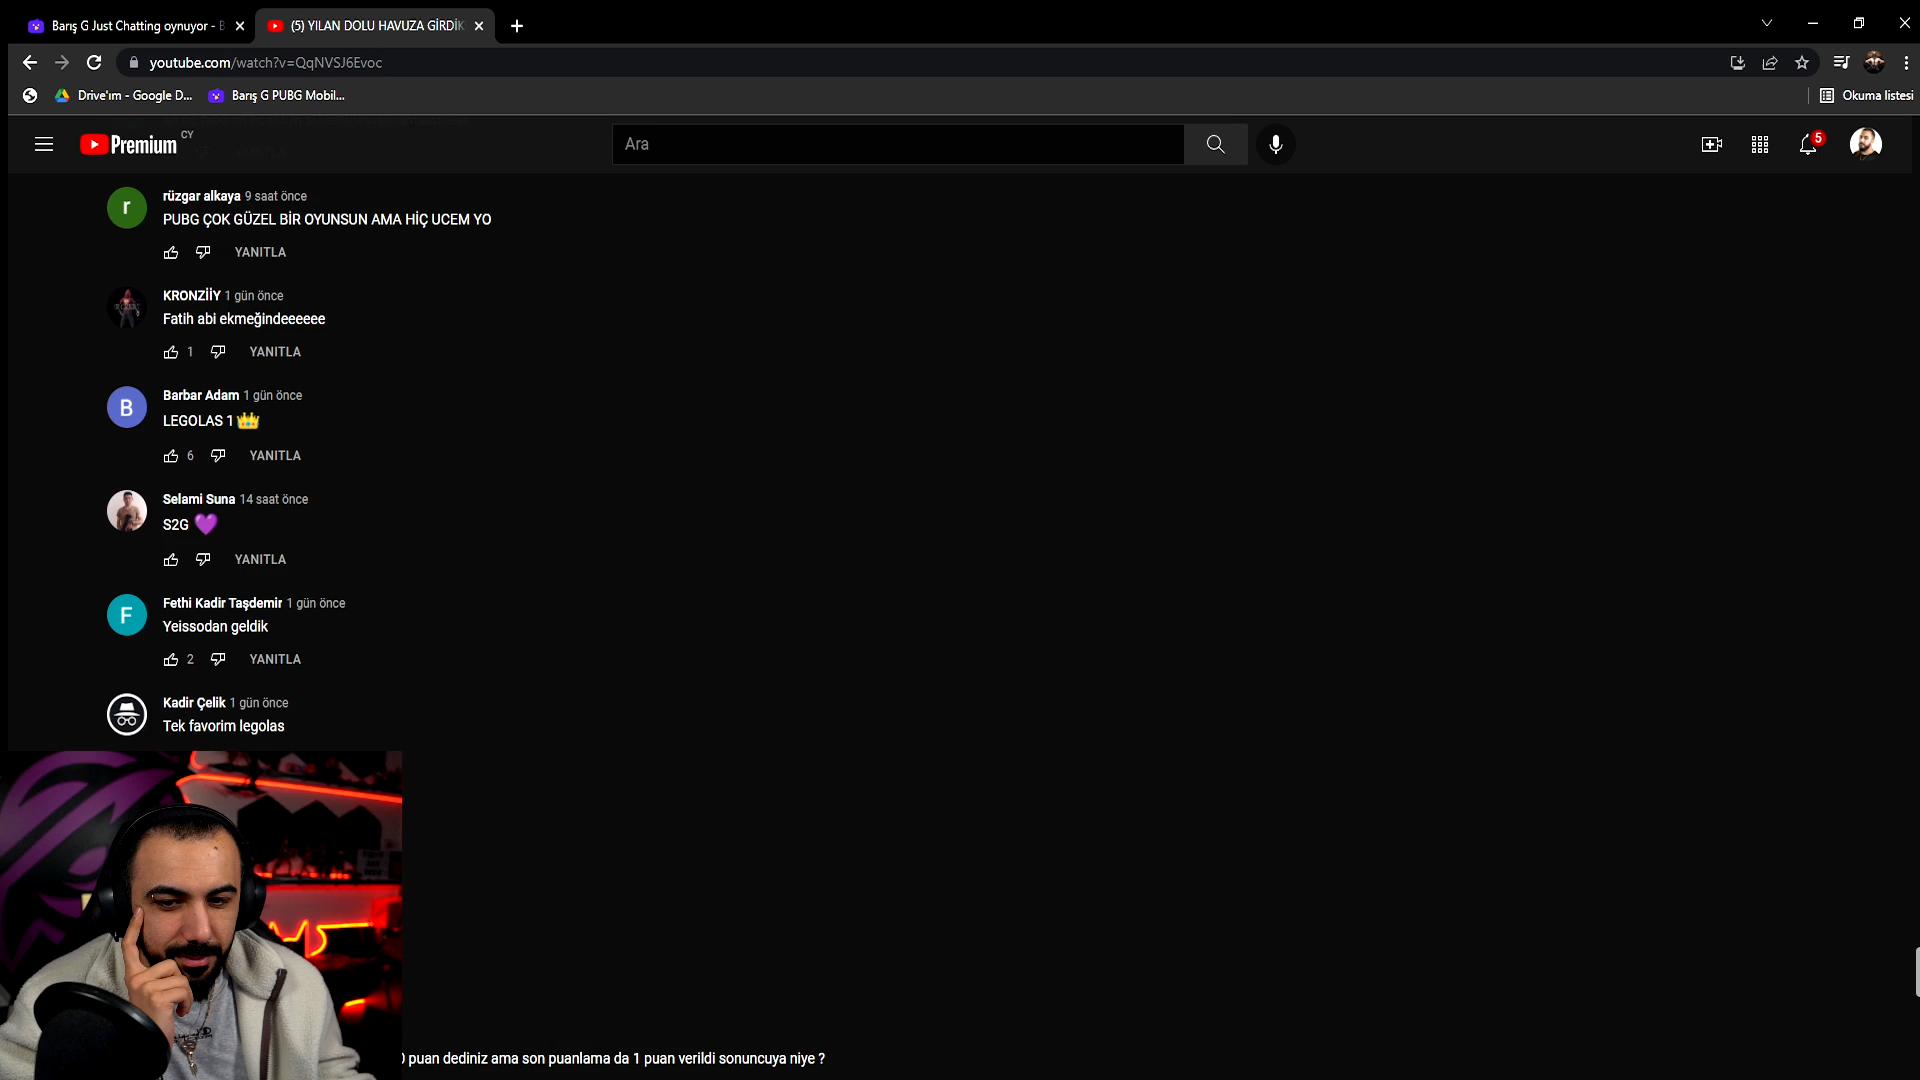 Barış G Just Chatting oynuyor - B
(5) YILAN DOLU HAVUZA GİRDİK
youtube.com/watch?v=QqNVSJ6Evoc
Drive'ım - Google D...
Barış G PUBG Mobil...
Okuma listesi
Premium CY
Ara
5
r
rüzgar alkaya 9 saat önce
PUBG ÇOK GÜZEL BİR OYUNSUN AMA HİÇ UCEM YO
YANITLA
KRONZİİY 1 gün önce
Fatih abi ekmeğindeeeeee
1 YANITLA
B
Barbar Adam 1 gün önce
LEGOLAS 1 👑
6 YANITLA
Selami Suna 14 saat önce
S2G 💜
YANITLA
F
Fethi Kadir Taşdemir 1 gün önce
Yeissodan geldik
2 YANITLA
Kadir Çelik 1 gün önce
Tek favorim legolas
puan dediniz ama son puanlama da 1 puan verildi sonuncuya niye ?